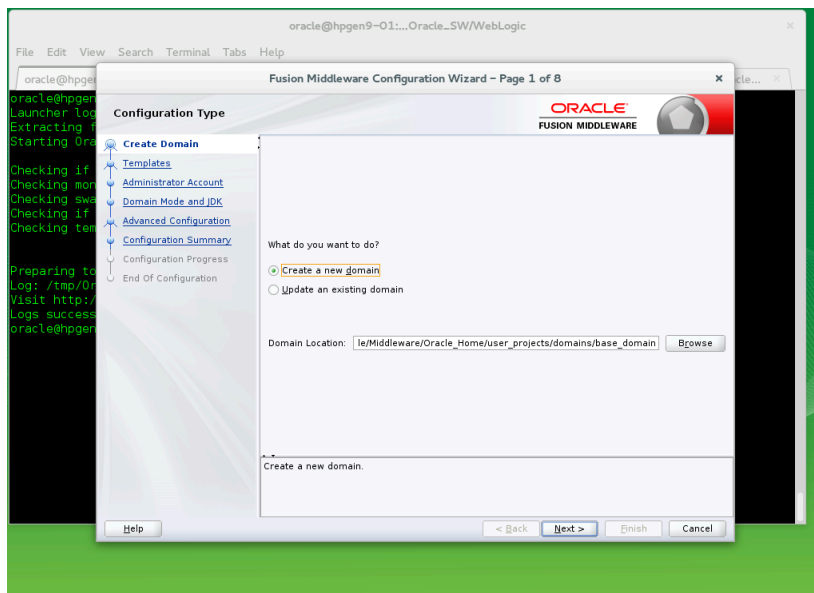 oracle@hpgen9-01:...Oracle_SW/WebLogic
File Edit View Search Terminal Tabs Help
oracle@hpger
cle...
oracle@hpgen
Launcher log
Extracting f
Starting Ora
Checking if
Checking mon
Checking swa
Checking if
Checking tem
Preparing to
Log: /tmp/Or
Visit http:/
Logs success
oracle@hpgen
Fusion Middleware Configuration Wizard - Page 1 of 8
Configuration Type
ORACLE
FUSION MIDDLEWARE
Create Domain
Templates
Administrator Account
Domain Mode and JDK
Advanced Configuration
Configuration Summary
Configuration Progress
End Of Configuration
What do you want to do?
Create a new domain
Update an existing domain
Domain Location: le/Middleware/Oracle_Home/user_projects/domains/base_domain Browse
Create a new domain.
Help < Back Next > Finish Cancel